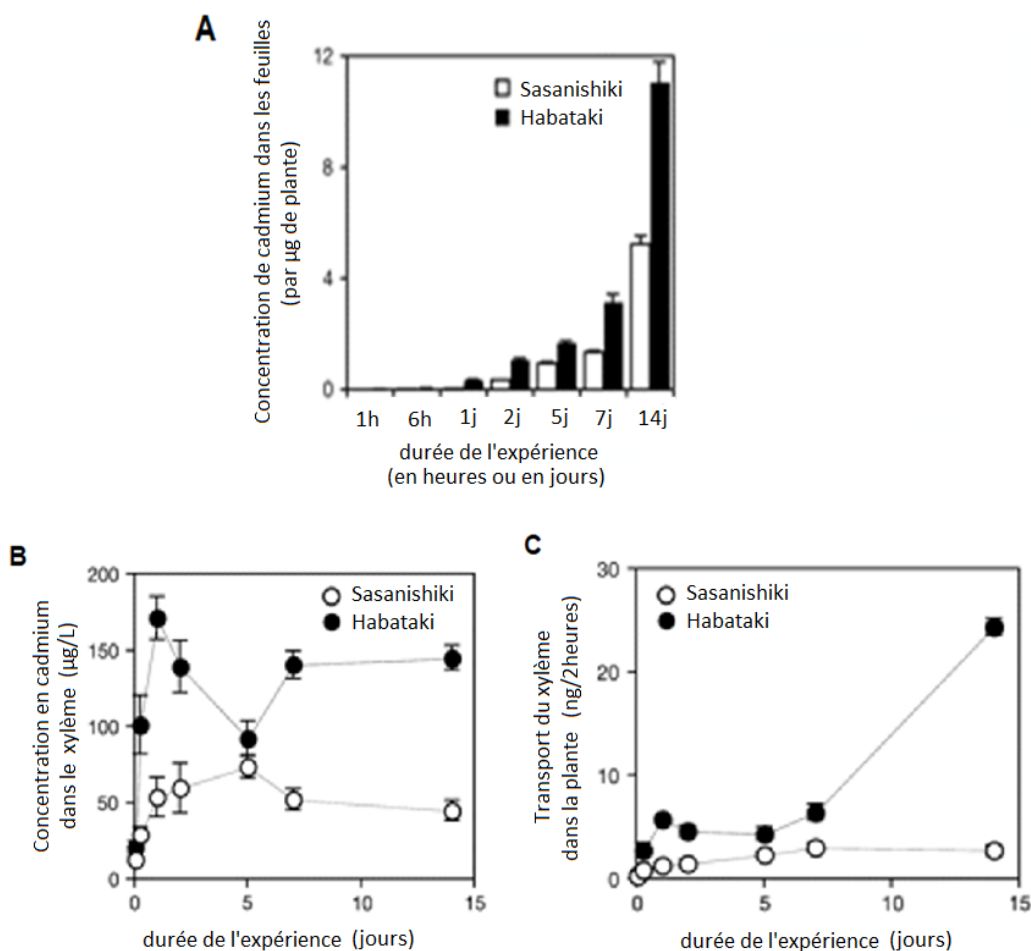 A
Concentration de cadmium dans les feuilles
(par µg de plante)
12
8
4
0
Sasanishiki
Habataki
1h 6h 1j 2j 5j 7j 14j
durée de l'expérience
(en heures ou en jours)
B
Concentration en cadmium
dans le xylème (µg/L)
200
150
100
50
0
Sasanishiki
Habataki
0 5 10 15
durée de l'expérience (jours)
C
Transport du xylème
dans la plante (ng/2heures)
30
20
10
0
Sasanishiki
Habataki
0 5 10 15
durée de l'expérience (jours)